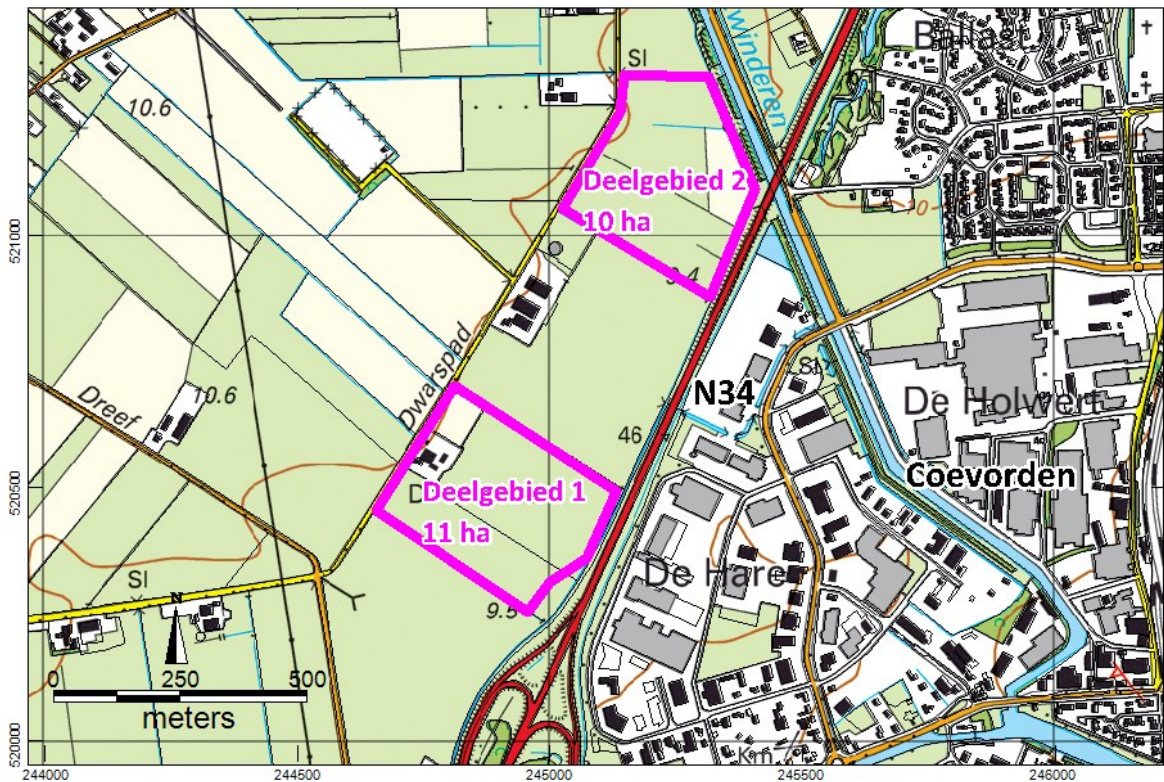 Ballast
winderen
SI
10.6
Deelgebied 2
10 ha
10
521000
9.4
Dwarspad
N34
SI
De Holwert
10.6
Dreef
46
Coevorden
520500
Deelgebied 1
11 ha
De Hare
SI
N
9.5
0
250
500
meters
520000
244000
244500
245000
245500
246000